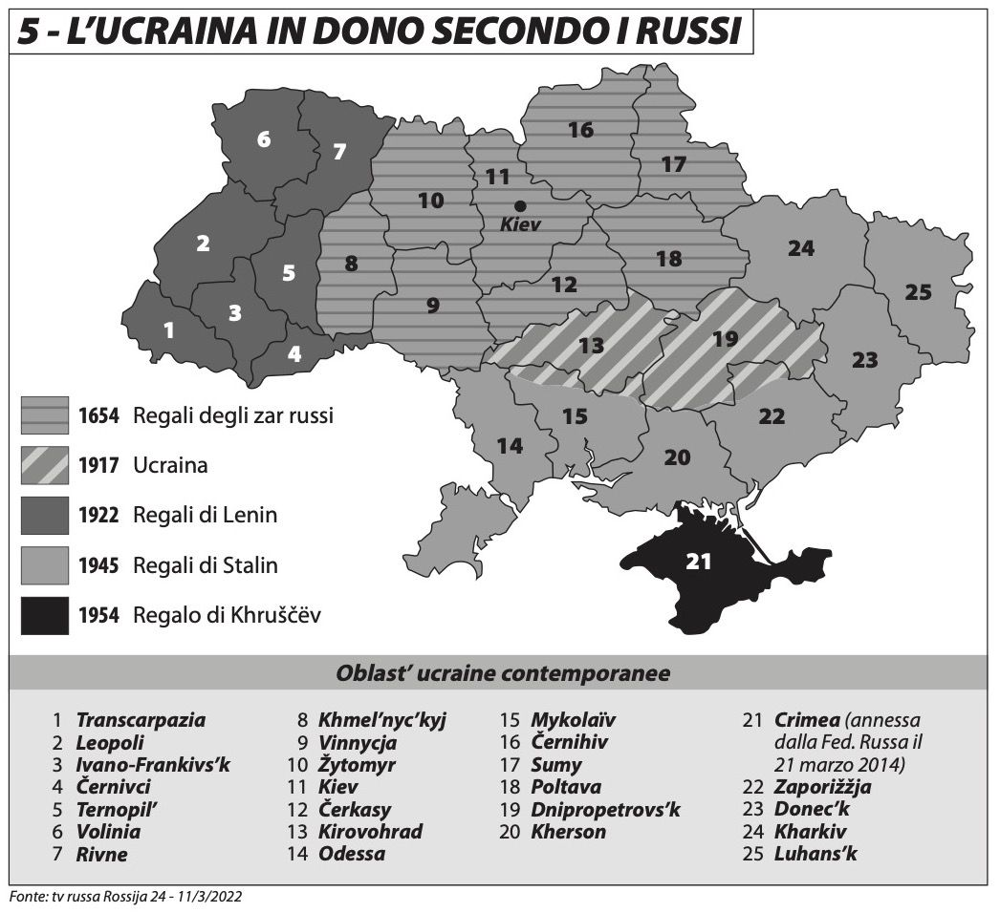 5 - L'UCRAINA IN DONO SECONDO I RUSSI
6
7
16
17
11
10
Kiev
2
24
5
8
18
25
12
3
9
1
13
19
4
23
15
22
14
20
21
1654 Regali degli zar russi
1917 Ucraina
1922 Regali di Lenin
1945 Regali di Stalin
1954 Regalo di Khruščëv
Oblast' ucraine contemporanee
1 Transcarpazia
2 Leopoli
3 Ivano-Frankivs'k
4 Černivci
5 Ternopil'
6 Volinia
7 Rivne
8 Khmel'nyc'kyj
9 Vinnycja
10 Žytomyr
11 Kiev
12 Čerkasy
13 Kirovohrad
14 Odessa
15 Mykolaïv
16 Černihiv
17 Sumy
18 Poltava
19 Dnipropetrovs'k
20 Kherson
21 Crimea (annessa
dalla Fed. Russa il
21 marzo 2014)
22 Zaporižžja
23 Donec'k
24 Kharkiv
25 Luhans'k
Fonte: tv russa Rossija 24 - 11/3/2022